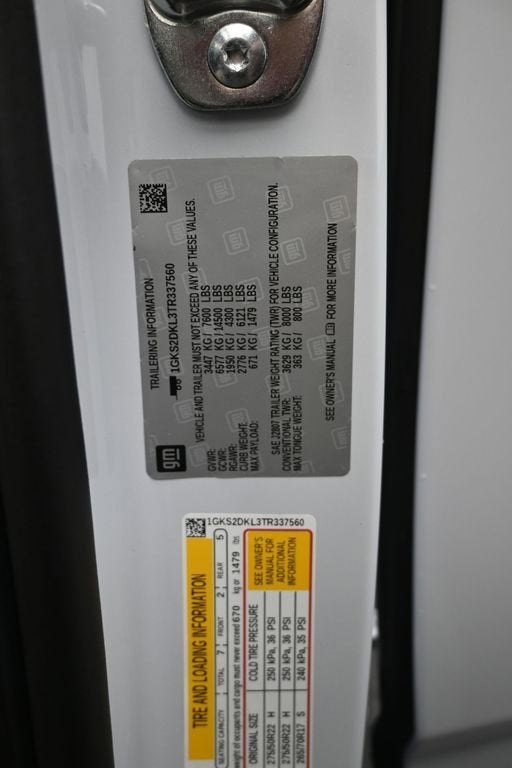 TRAILERING INFORMATION
1GKS2DKL3TR337560
VEHICLE AND TRAILER MUST NOT EXCEED ANY OF THESE VALUES.
GVWR: 3447 KG / 7600 LBS
GCWR: 6577 KG / 14500 LBS
RGAWR: 1950 KG / 4300 LBS
CURB WEIGHT: 2776 KG / 6121 LBS
MAX PAYLOAD: 671 KG / 1479 LBS
SAE J2807 TRAILER WEIGHT RATING (TWR) FOR VEHICLE CONFIGURATION.
CONVENTIONAL TWR: 3629 KG / 8000 LBS
MAX TONGUE WEIGHT: 363 KG / 800 LBS
SEE OWNER'S MANUAL FOR MORE INFORMATION
gm
1GKS2DKL3TR337560
TIRE AND LOADING INFORMATION
SEATING CAPACITY TOTAL 7 FRONT 2 REAR 5
weight of occupants and cargo must never exceed 670 kg or 1479 lbs.
ORIGINAL SIZE COLD TIRE PRESSURE
275/50R22 H 250 kPa, 36 PSI
275/50R22 H 250 kPa, 36 PSI
265/70R17 S 240 kPa, 35 PSI
SEE OWNER'S
MANUAL FOR
ADDITIONAL
INFORMATION